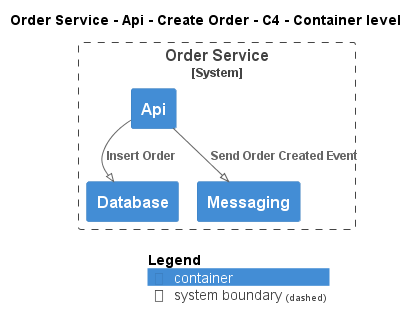 Order Service - Api - Create Order - C4 - Container level
Order Service
[System]
Api
Insert Order
Send Order Created Event
Database
Messaging
Legend
container
system boundary (dashed)